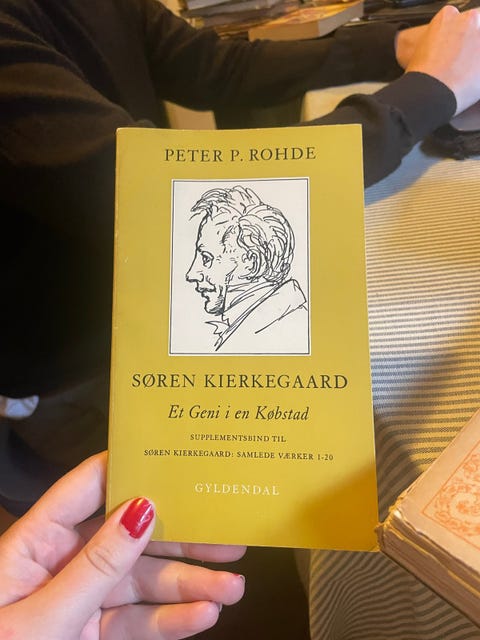 PETER P. ROHDE
SØREN KIERKEGAARD
Et Geni i en Købstad
SUPPLEMENTSBIND TIL
SØREN KIERKEGAARD: SAMLEDE VÆRKER 1-20
GYLDENDAL